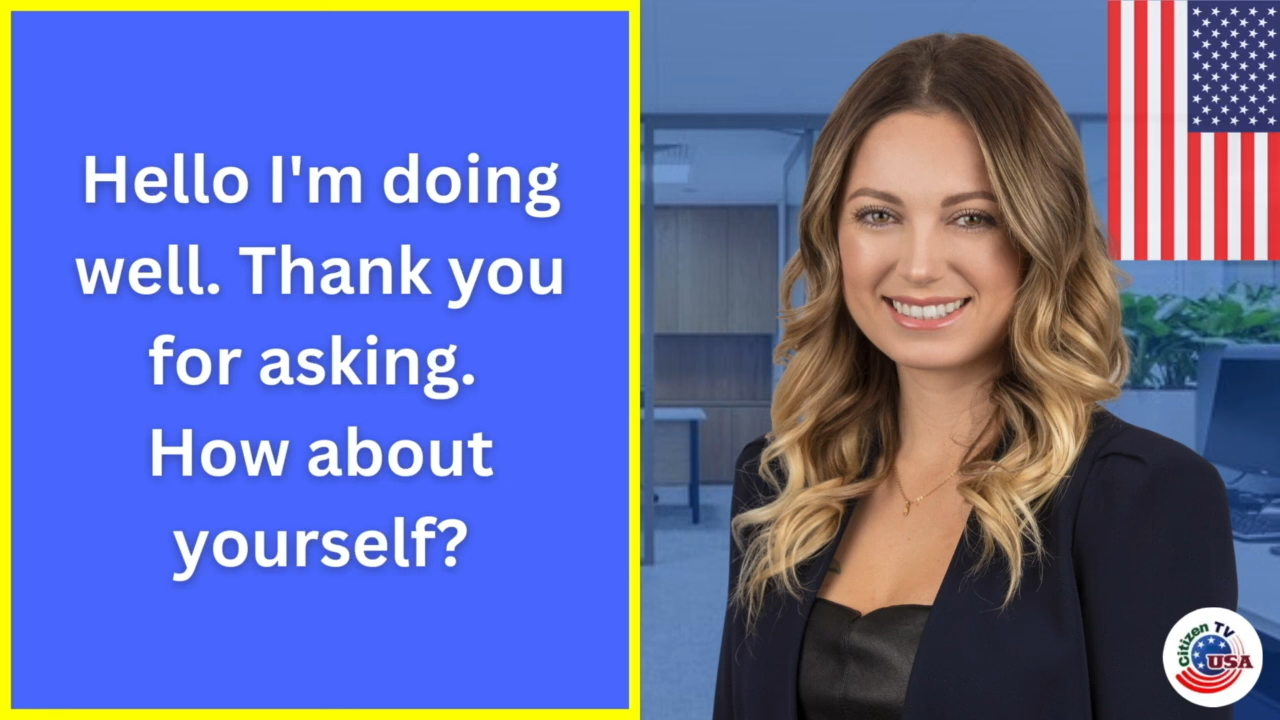 Hello I'm doing
well. Thank you
for asking.
How about
yourself?
Citizen TV
USA